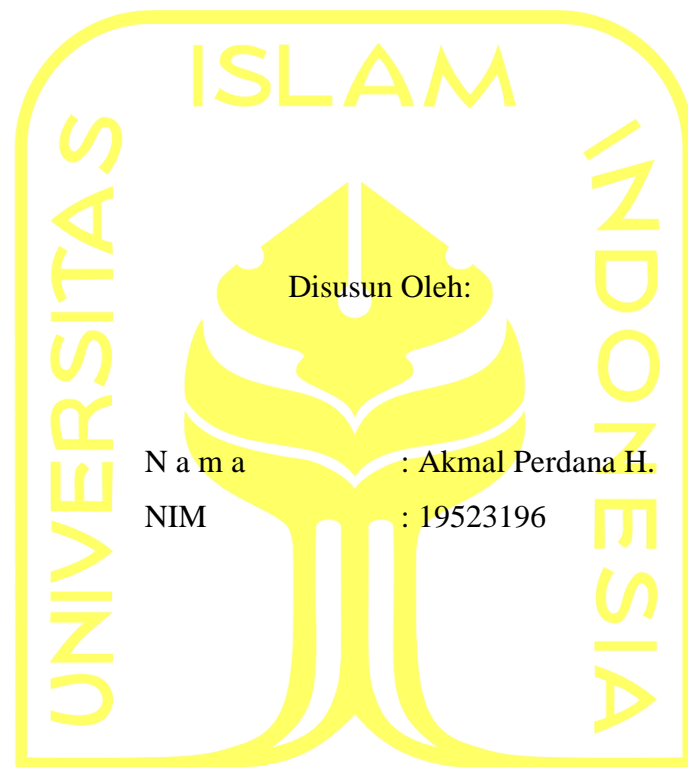 ISLAM
UNIVERSITAS
INDONESIA
Disusun Oleh:
N a m a : Akmal Perdana H.
NIM : 19523196